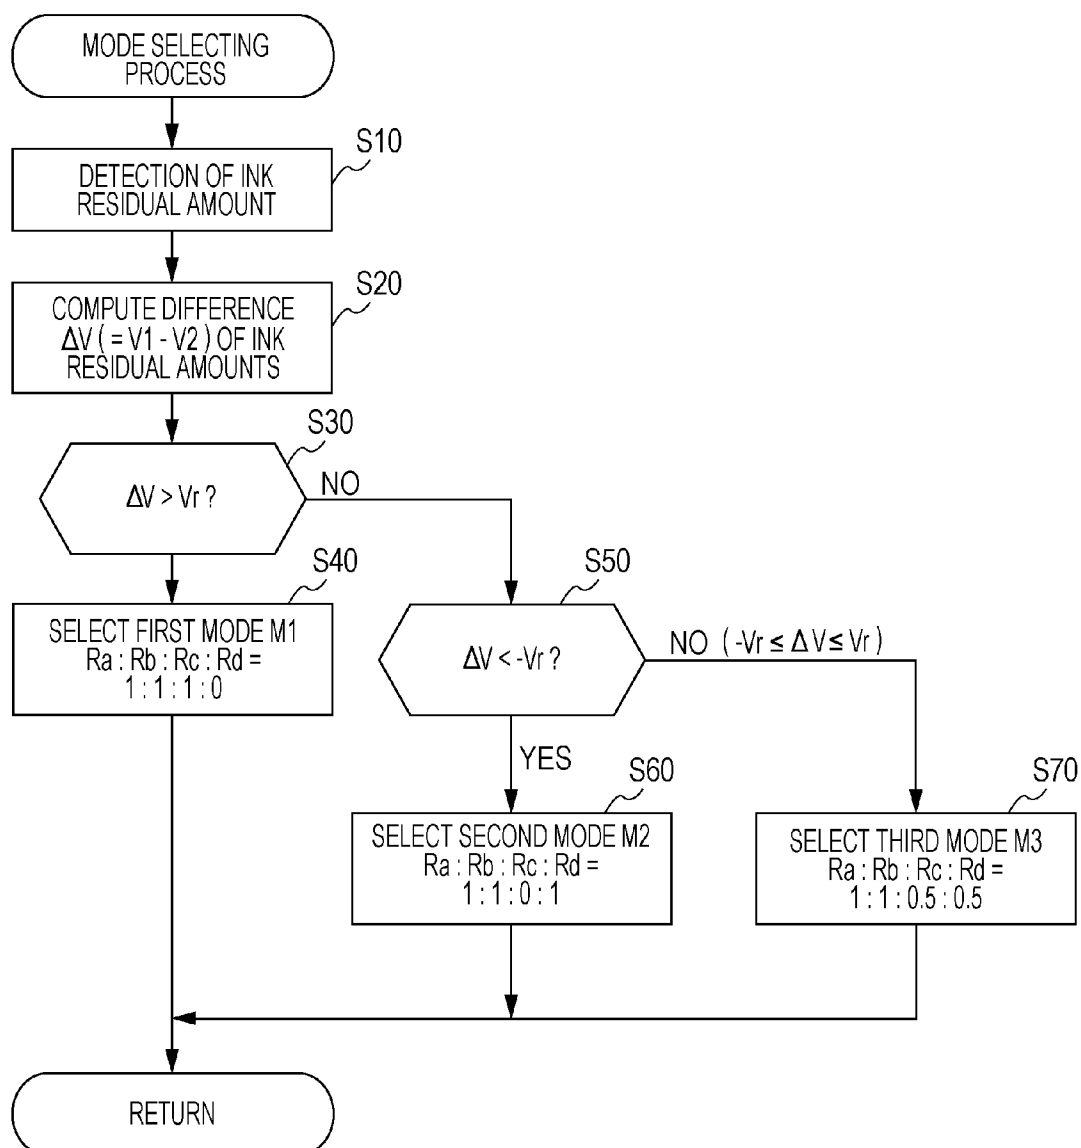 MODE SELECTING
PROCESS
S10
DETECTION OF INK
RESIDUAL AMOUNT
S20
COMPUTE DIFFERENCE
ΔV ( = V1 - V2 ) OF INK
RESIDUAL AMOUNTS
S30
ΔV > Vr ?
NO
S40
SELECT FIRST MODE M1
Ra : Rb : Rc : Rd =
1 : 1 : 1 : 0
S50
ΔV < -Vr ?
NO ( -Vr ≤ ΔV ≤ Vr )
YES
S60
SELECT SECOND MODE M2
Ra : Rb : Rc : Rd =
1 : 1 : 0 : 1
S70
SELECT THIRD MODE M3
Ra : Rb : Rc : Rd =
1 : 1 : 0.5 : 0.5
RETURN